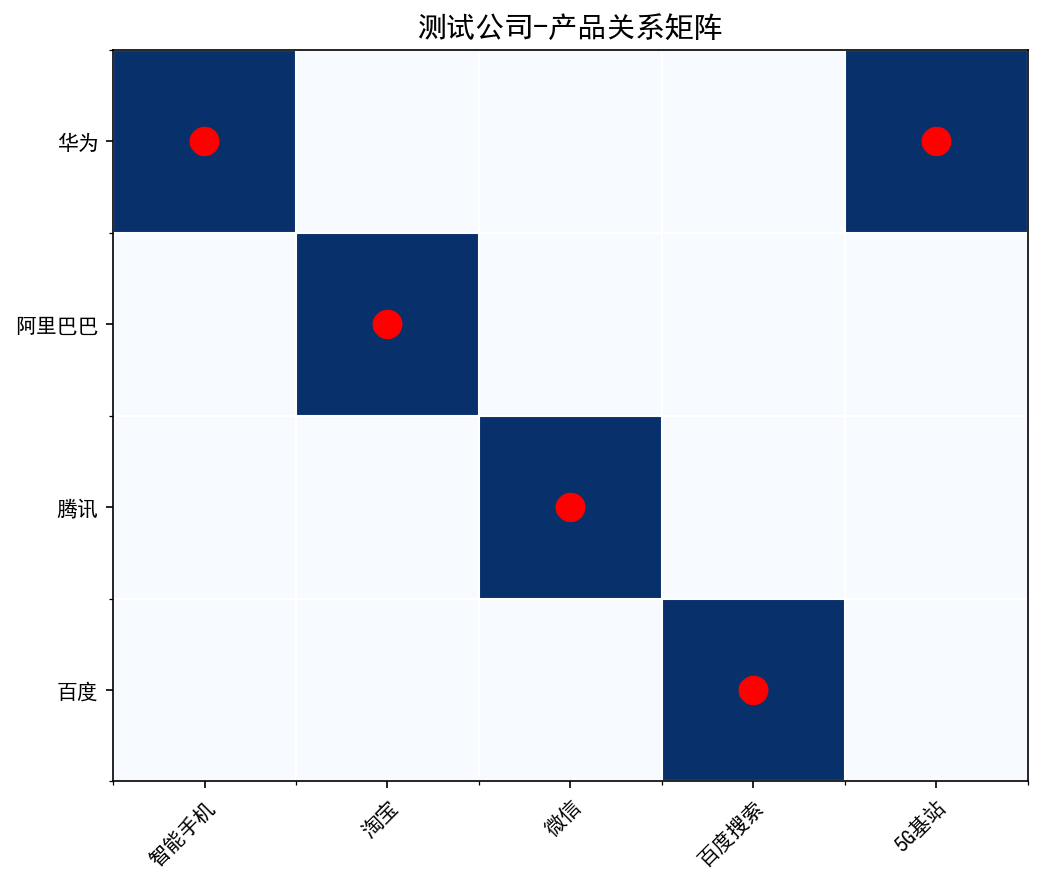 测试公司-产品关系矩阵
华为
阿里巴巴
腾讯
百度
智能手机
淘宝
微信
百度搜索
5G基站